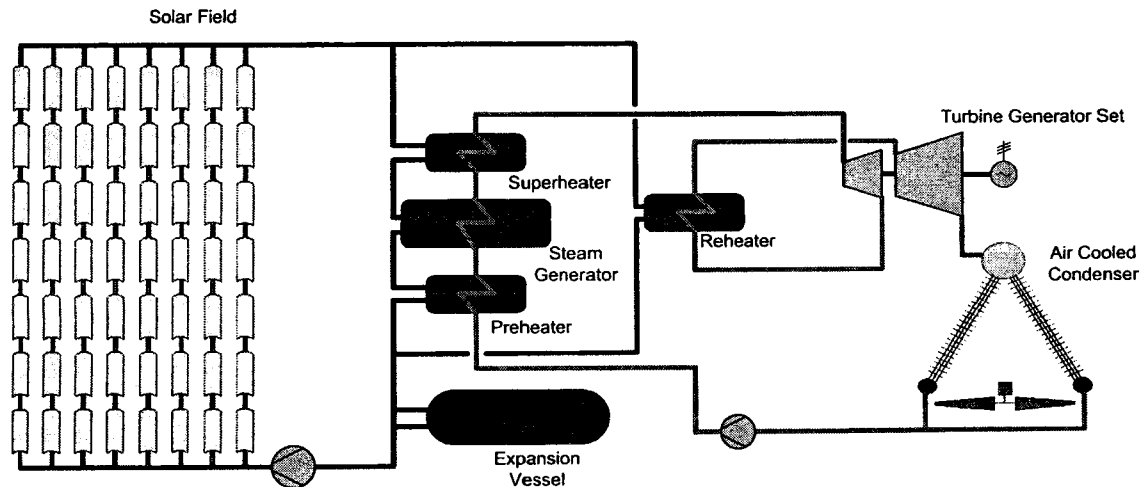 Solar Field
Turbine Generator Set
Superheater
Steam
Generator
Reheater
Air Cooled
Condenser
Preheater
Expansion
Vessel